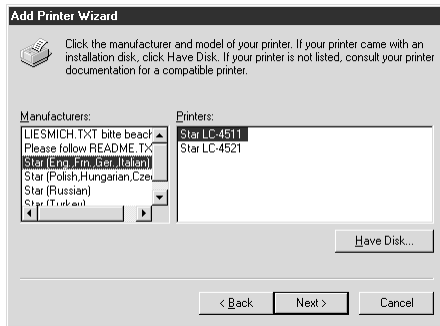 Add Printer Wizard
Click the manufacturer and model of your printer. If your printer came with an
installation disk, click Have Disk. If your printer is not listed, consult your printer
documentation for a compatible printer.
Manufacturers:
LIESMICH.TXT bitte beach
Please follow README.TX
Star (Eng.,Frn.,Ger.,Italian)
Star (Polish,Hungarian,Cze
Star (Russian)
Star (Turkey)
Printers:
Star LC-4511
Star LC-4521
Have Disk...
< Back
Next >
Cancel